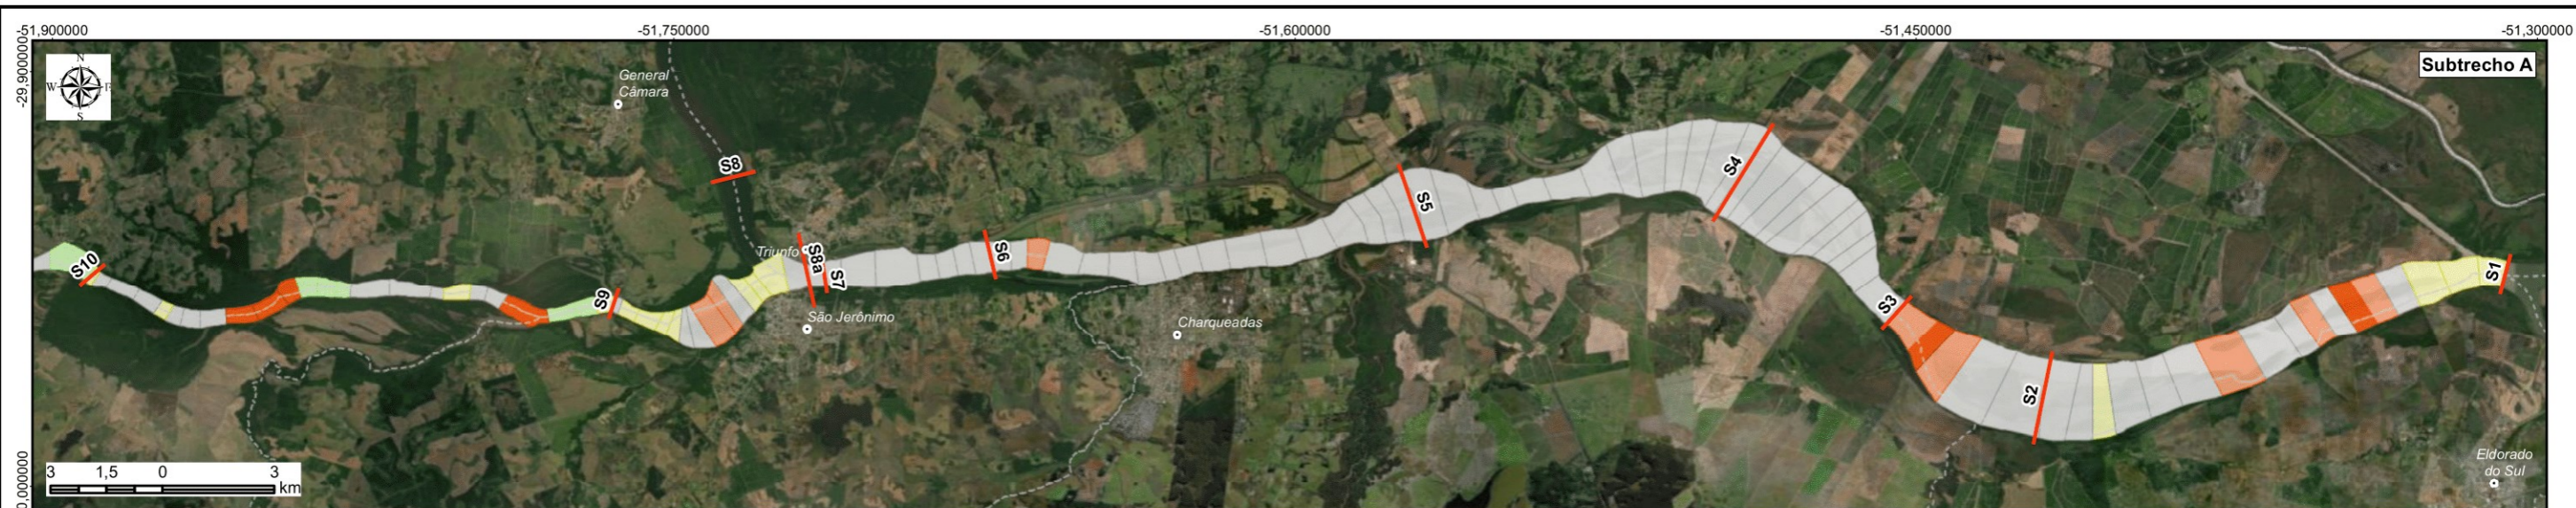 -51,900000 -51,750000 -51,600000 -51,450000 -51,300000
-29,900000
N
W E
S
Subtrecho A
General
Câmara
S8
S4
S5
Triunfo
S8a
S7
S6
S10
S9
S3
S1
São Jerônimo
Charqueadas
S2
Eldorado
do Sul
3 1,5 0 3
km